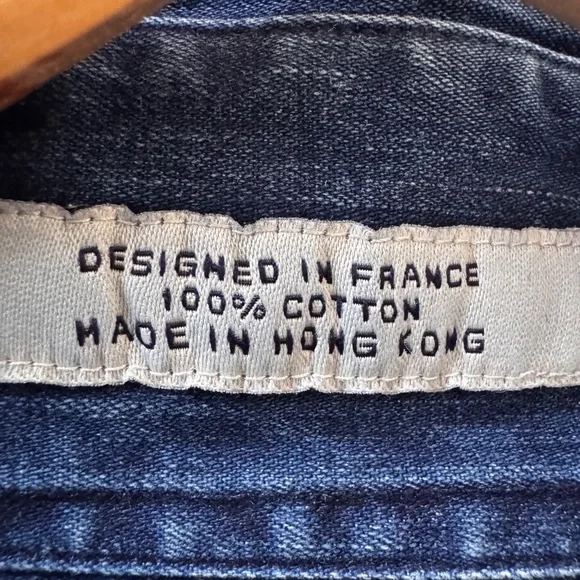 DESIGNED IN FRANCE
100% COTTON
MADE IN HONG KONG